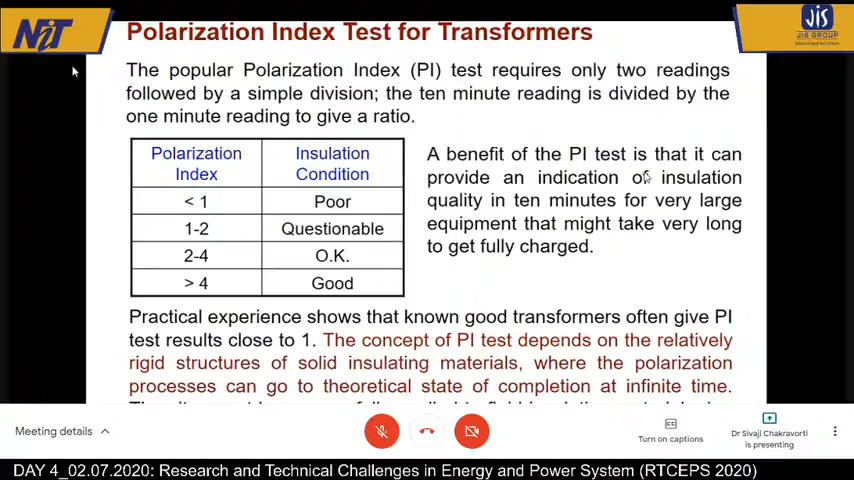 NiT
JIS
JIS GROUP
Polarization Index Test for Transformers
The popular Polarization Index (PI) test requires only two readings
followed by a simple division; the ten minute reading is divided by the
one minute reading to give a ratio.
Polarization Index
Insulation Condition
< 1 Poor
1-2 Questionable
2-4 O.K.
> 4 Good
A benefit of the PI test is that it can
provide an indication of insulation
quality in ten minutes for very large
equipment that might take very long
to get fully charged.
Practical experience shows that known good transformers often give PI
test results close to 1. The concept of PI test depends on the relatively
rigid structures of solid insulating materials, where the polarization
processes can go to theoretical state of completion at infinite time.
Meeting details
Turn on captions
Dr Sivaji Chakravorti
is presenting
DAY 4_02.07.2020: Research and Technical Challenges in Energy and Power System (RTCEPS 2020)